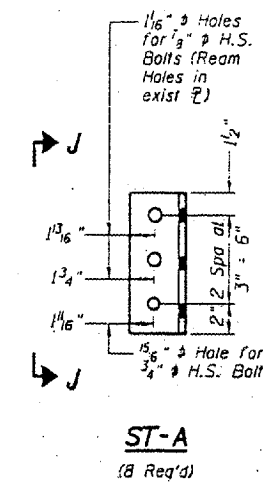 1 1/16" ϕ Holes
for 7/8" ϕ H.S.
Bolts (Ream
Holes in
exist ⅊)
J
1 1/2"
1 13/16"
1 3/4"
1 11/16"
2 Spa at
3" = 6"
2"
15/16" ϕ Hole for
3/4" ϕ H.S. Bolt
J
ST-A
(8 Req'd)